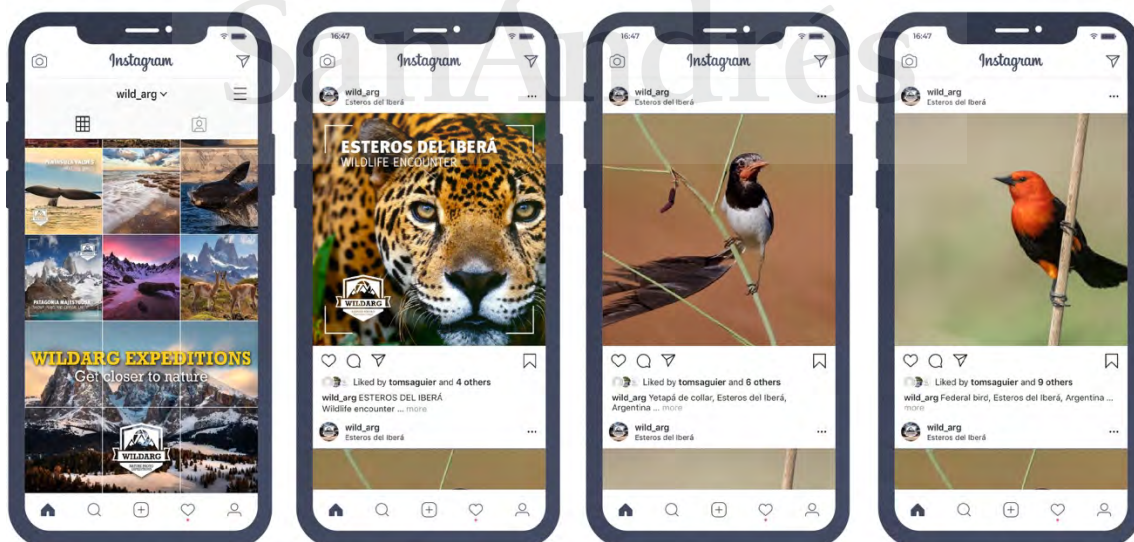 SanAndrés
Instagram
wild_arg
PENINSULA VALDES
PATAGONIA MAJESTUOSA
WILDARG EXPEDITIONS
Get closer to nature
WILDARG
16:47
Instagram
wild_arg
Esteros del Iberá
ESTEROS DEL IBERÁ
WILDLIFE ENCOUNTER
WILDARG
Liked by tomsaguier and 4 others
wild_arg ESTEROS DEL IBERÁ
Wildlife encounter ... more
wild_arg
Esteros del Iberá
16:47
Instagram
wild_arg
Esteros del Iberá
Liked by tomsaguier and 6 others
wild_arg Yetapá de collar, Esteros del Iberá,
Argentina ... more
wild_arg
Esteros del Iberá
16:47
Instagram
wild_arg
Esteros del Iberá
Liked by tomsaguier and 9 others
wild_arg Federal bird, Esteros del Iberá, Argentina ...
more
wild_arg
Esteros del Iberá